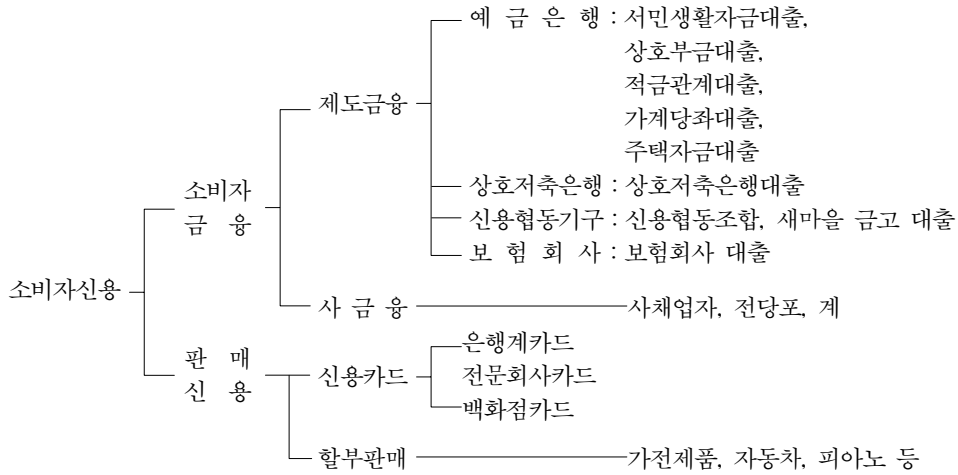 예 금 은 행 : 서민생활자금대출,
상호부금대출,
제도금융
적금관계대출,
가계당좌대출,
주택자금대출
소비자
금 융
상호저축은행 : 상호저축은행대출
신용협동기구 : 신용협동조합, 새마을 금고 대출
보 험 회 사 : 보험회사 대출
소비자신용
사 금 융 사채업자, 전당포, 계
판 매
신 용
신용카드
은행계카드
전문회사카드
백화점카드
할부판매 가전제품, 자동차, 피아노 등